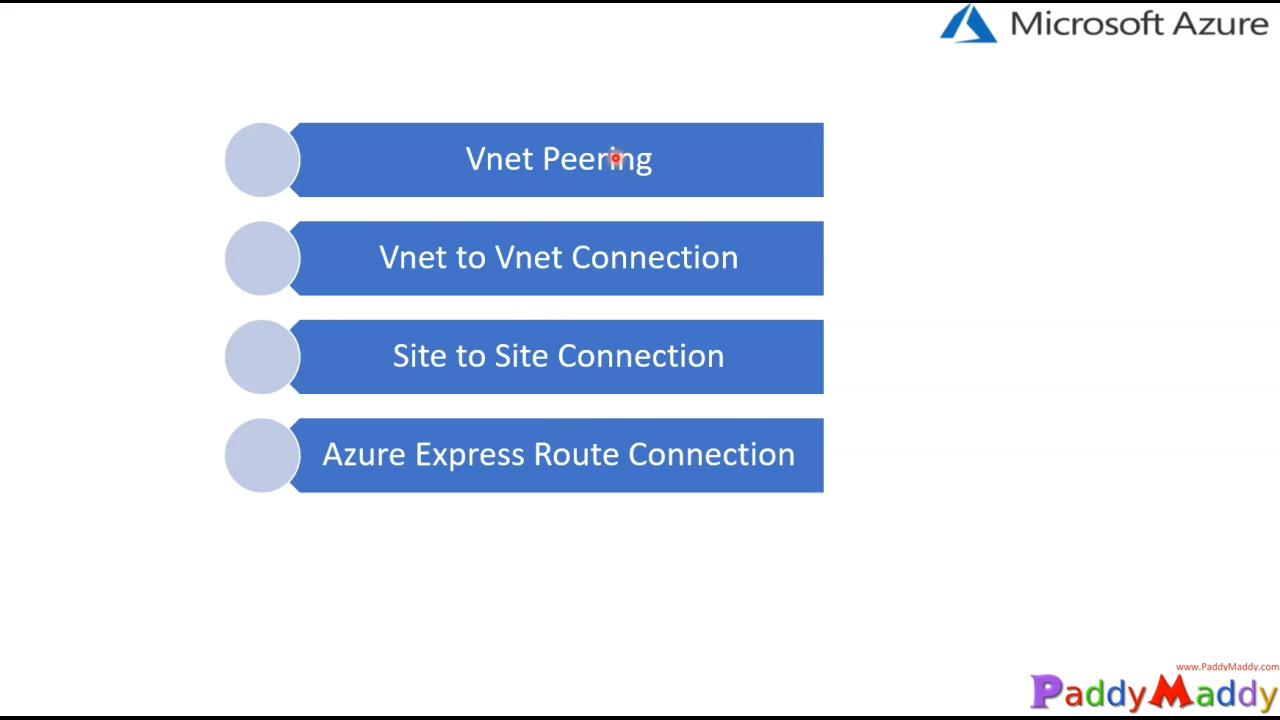 Microsoft Azure
Vnet Peering
Vnet to Vnet Connection
Site to Site Connection
Azure Express Route Connection
www.PaddyMaddy.com
PaddyMaddy